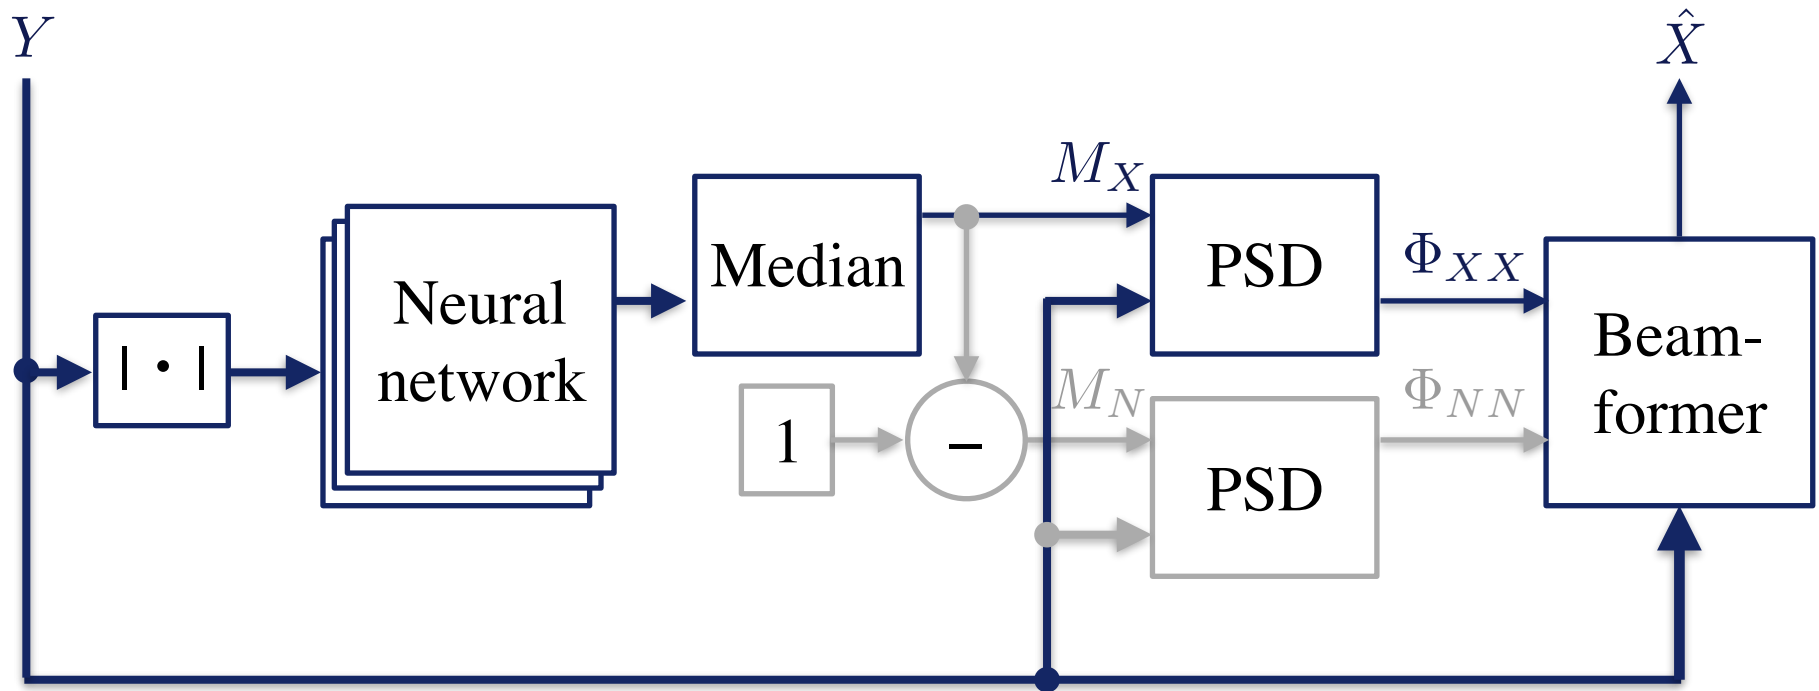 Y
X̂
M_X
Median
PSD
Φ_XX
Neural
network
Beam-
former
| · |
M_N
Φ_NN
1
−
PSD